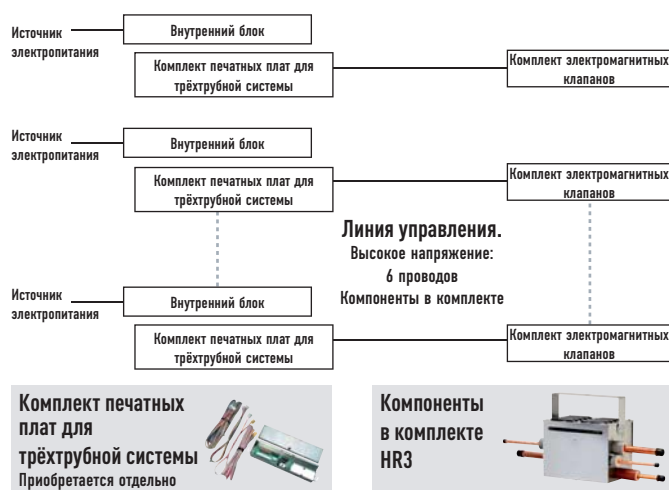 Источник
электропитания
Внутренний блок
Комплект печатных плат для
трёхтрубной системы
Комплект электромагнитных
клапанов
Источник
электропитания
Внутренний блок
Комплект печатных плат для
трёхтрубной системы
Комплект электромагнитных
клапанов
Линия управления.
Высокое напряжение:
6 проводов
Компоненты в комплекте
Источник
электропитания
Внутренний блок
Комплект печатных плат для
трёхтрубной системы
Комплект электромагнитных
клапанов
Комплект печатных
плат для
трёхтрубной системы
Приобретается отдельно
Компоненты
в комплекте
HR3